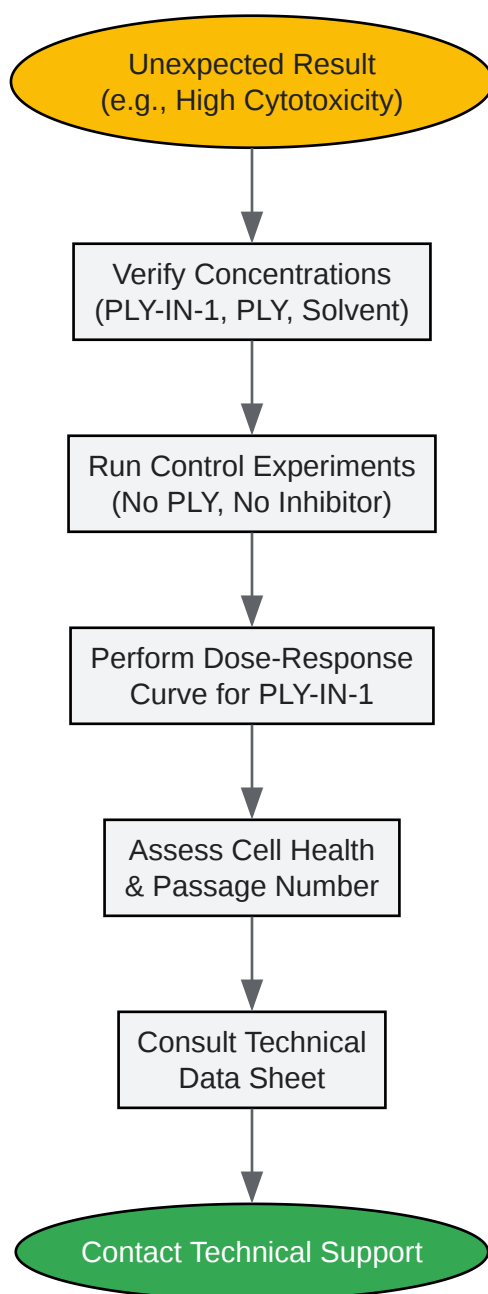 Unexpected Result
(e.g., High Cytotoxicity)
Verify Concentrations
(PLY-IN-1, PLY, Solvent)
Run Control Experiments
(No PLY, No Inhibitor)
Perform Dose-Response
Curve for PLY-IN-1
Assess Cell Health
& Passage Number
Consult Technical
Data Sheet
Contact Technical Support